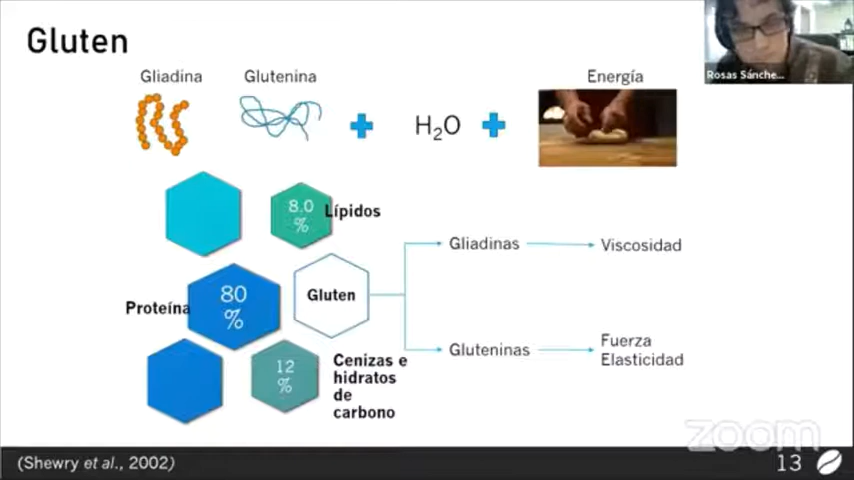 Gluten
Rosas Sánche...
Gliadina
Glutenina
Energía
H₂O
8.0
%
Lípidos
Gliadinas
Viscosidad
Proteína
80
%
Gluten
Gluteninas
Fuerza
Elasticidad
12
%
Cenizas e
hidratos
de
carbono
zoom
(Shewry et al., 2002)
13